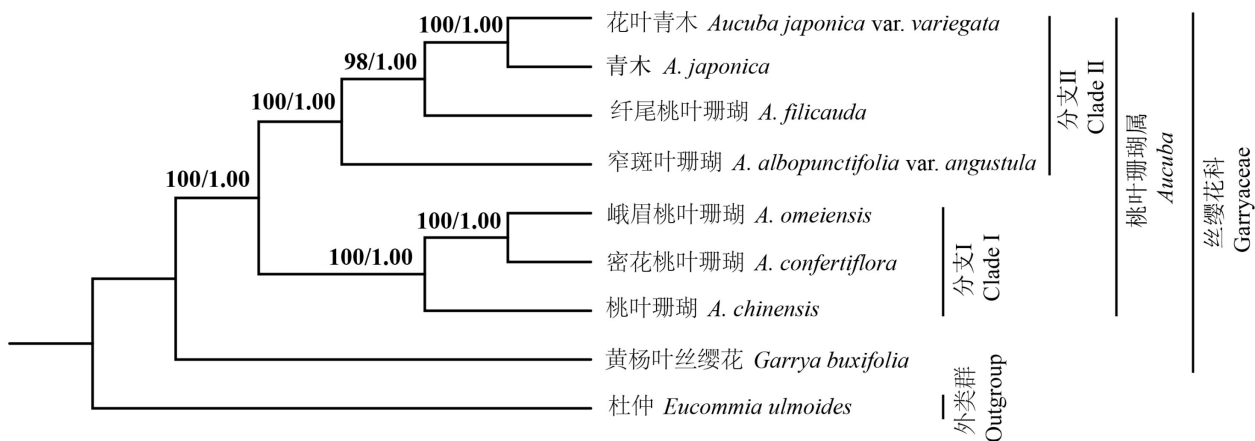 100/1.00
花叶青木 Aucuba japonica var. variegata
98/1.00
青木 A. japonica
100/1.00
纤尾桃叶珊瑚 A. filicauda
窄斑叶珊瑚 A. albopunctifolia var. angustula
100/1.00
峨眉桃叶珊瑚 A. omeiensis
100/1.00
密花桃叶珊瑚 A. confertiflora
100/1.00
桃叶珊瑚 A. chinensis
黄杨叶丝缨花 Garrya buxifolia
杜仲 Eucommia ulmoides
分支II
Clade II
分支I
Clade I
桃叶珊瑚属
Aucuba
丝缨花科
Garryaceae
外类群
Outgroup